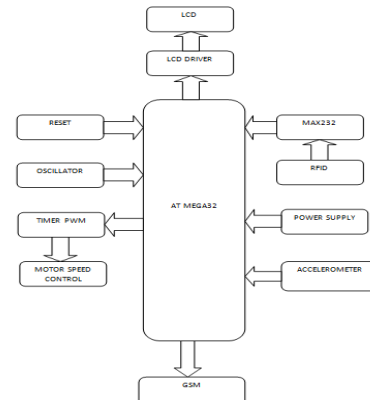 LCD
LCD DRIVER
RESET
MAX232
OSCILLATOR
RFID
AT MEGA32
TIMER PWM
POWER SUPPLY
MOTOR SPEED
CONTROL
ACCELEROMETER
GSM